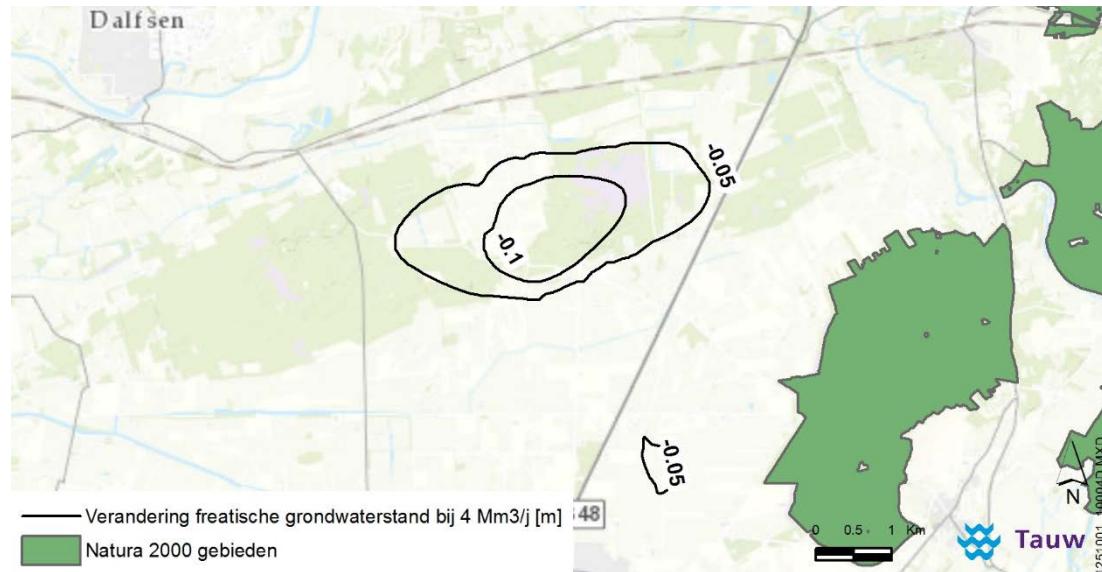 Dalfsen
-0.05
-0.1
-0.05
Verandering freatische grondwaterstand bij 4 Mm3/j [m]
Natura 2000 gebieden
48
0 0.5 1 Km
N
Tauw